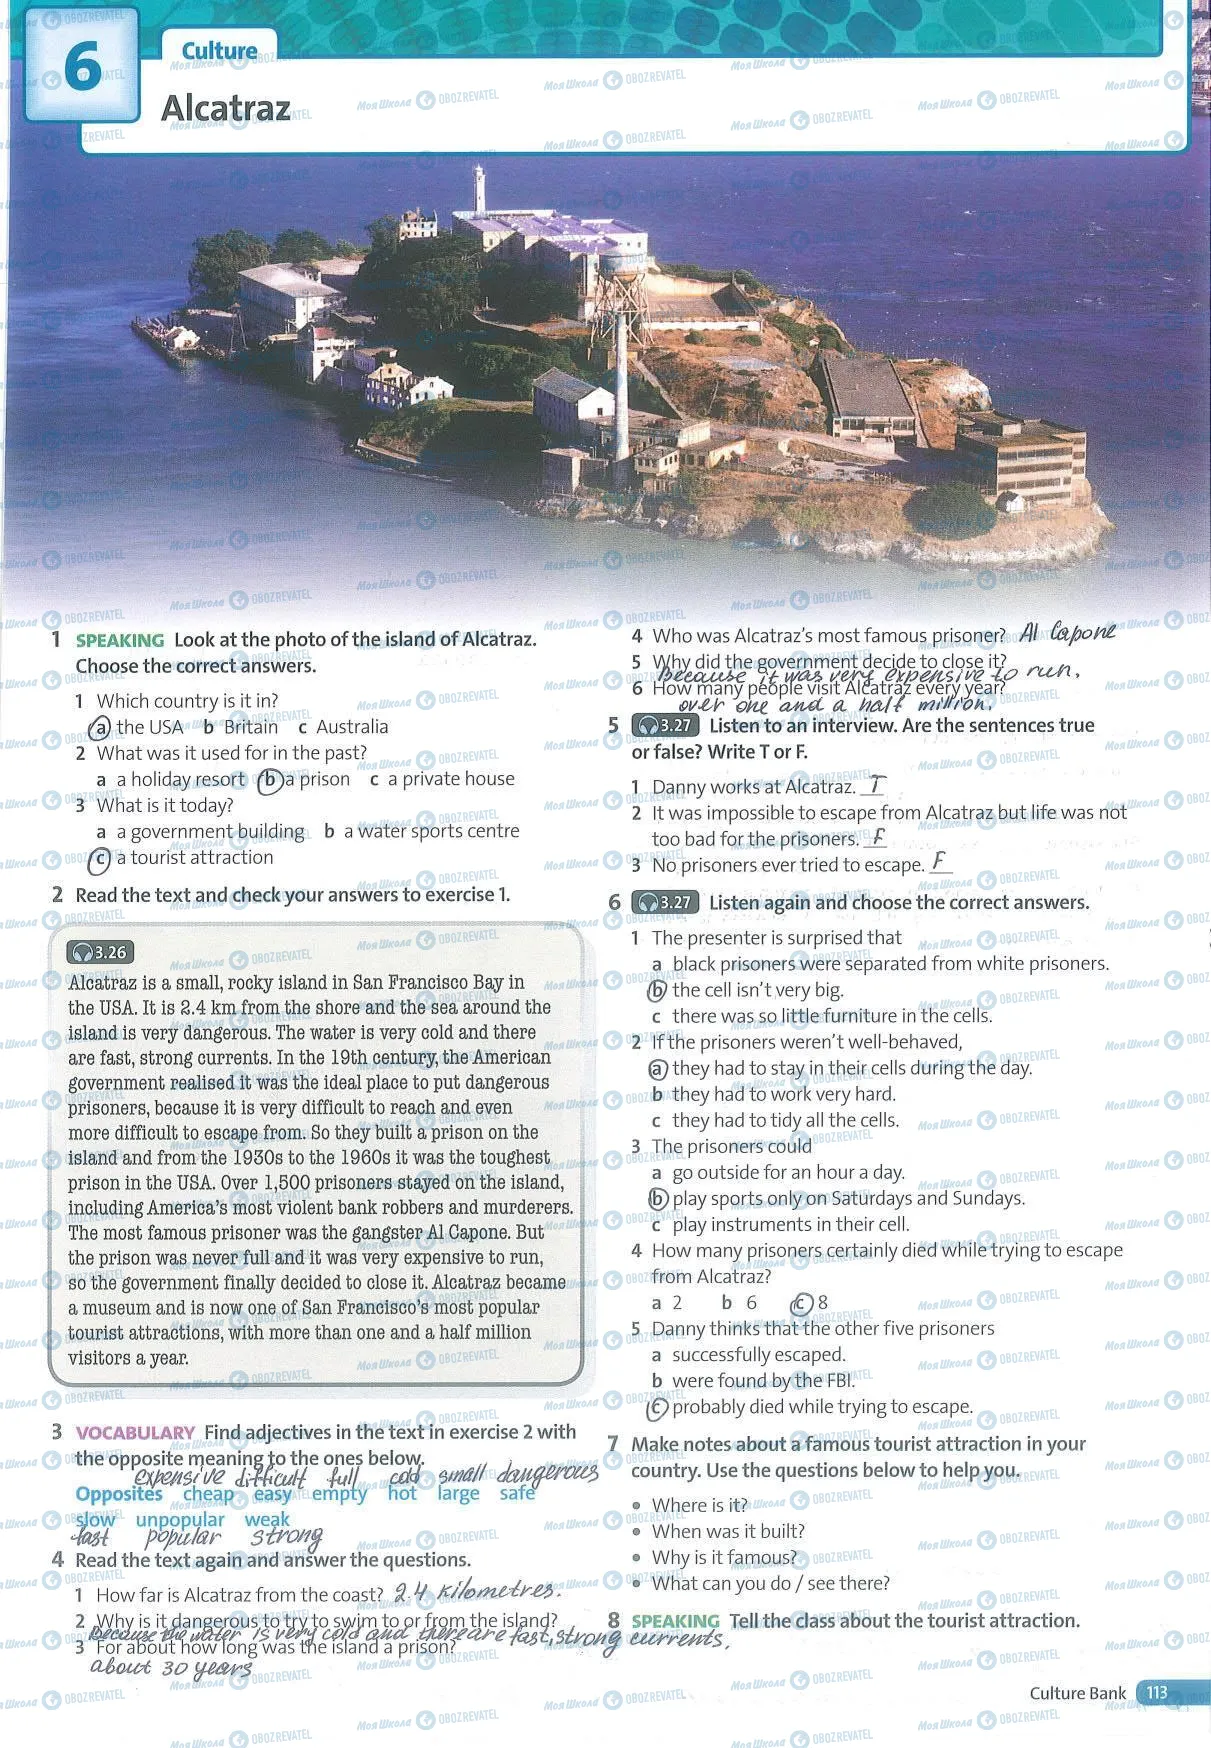 6
Culture
Alcatraz
1 SPEAKING Look at the photo of the island of Alcatraz.
Choose the correct answers.
1 Which country is it in?
a the USA b Britain c Australia
2 What was it used for in the past?
a a holiday resort b a prison c a private house
3 What is it today?
a a government building b a water sports centre
c a tourist attraction
2 Read the text and check your answers to exercise 1.
3.26
Alcatraz is a small, rocky island in San Francisco Bay in
the USA. It is 2.4 km from the shore and the sea around the
island is very dangerous. The water is very cold and there
are fast, strong currents. In the 19th century, the American
government realised it was the ideal place to put dangerous
prisoners, because it is very difficult to reach and even
more difficult to escape from. So they built a prison on the
island and from the 1930s to the 1960s it was the toughest
prison in the USA. Over 1,500 prisoners stayed on the island,
including America's most violent bank robbers and murderers.
The most famous prisoner was the gangster Al Capone. But
the prison was never full and it was very expensive to run,
so the government finally decided to close it. Alcatraz became
a museum and is now one of San Francisco's most popular
tourist attractions, with more than one and a half million
visitors a year.
3 VOCABULARY Find adjectives in the text in exercise 2 with
the opposite meaning to the ones below.
expensive difficult full cold small dangerous
Opposites cheap easy empty hot large safe
slow unpopular weak
fast popular strong
4 Read the text again and answer the questions.
1 How far is Alcatraz from the coast? 2.4 kilometres.
2 Why is it dangerous to try to swim to or from the island?
Because the water is very cold and there are fast, strong currents.
3 For about how long was the island a prison?
about 30 years
4 Who was Alcatraz's most famous prisoner? Al Capone
5 Why did the government decide to close it?
Because it was very expensive to run.
6 How many people visit Alcatraz every year?
over one and a half million.
5 3.27 Listen to an interview. Are the sentences true
or false? Write T or F.
1 Danny works at Alcatraz. T
2 It was impossible to escape from Alcatraz but life was not
too bad for the prisoners. F
3 No prisoners ever tried to escape. F
6 3.27 Listen again and choose the correct answers.
1 The presenter is surprised that
a black prisoners were separated from white prisoners.
b the cell isn't very big.
c there was so little furniture in the cells.
2 If the prisoners weren't well-behaved,
a they had to stay in their cells during the day.
b they had to work very hard.
c they had to tidy all the cells.
3 The prisoners could
a go outside for an hour a day.
b play sports only on Saturdays and Sundays.
c play instruments in their cell.
4 How many prisoners certainly died while trying to escape
from Alcatraz?
a 2 b 6 c 8
5 Danny thinks that the other five prisoners
a successfully escaped.
b were found by the FBI.
c probably died while trying to escape.
7 Make notes about a famous tourist attraction in your
country. Use the questions below to help you.
• Where is it?
• When was it built?
• Why is it famous?
• What can you do / see there?
8 SPEAKING Tell the class about the tourist attraction.
Culture Bank 113
Моя Школа OBOZREVATEL